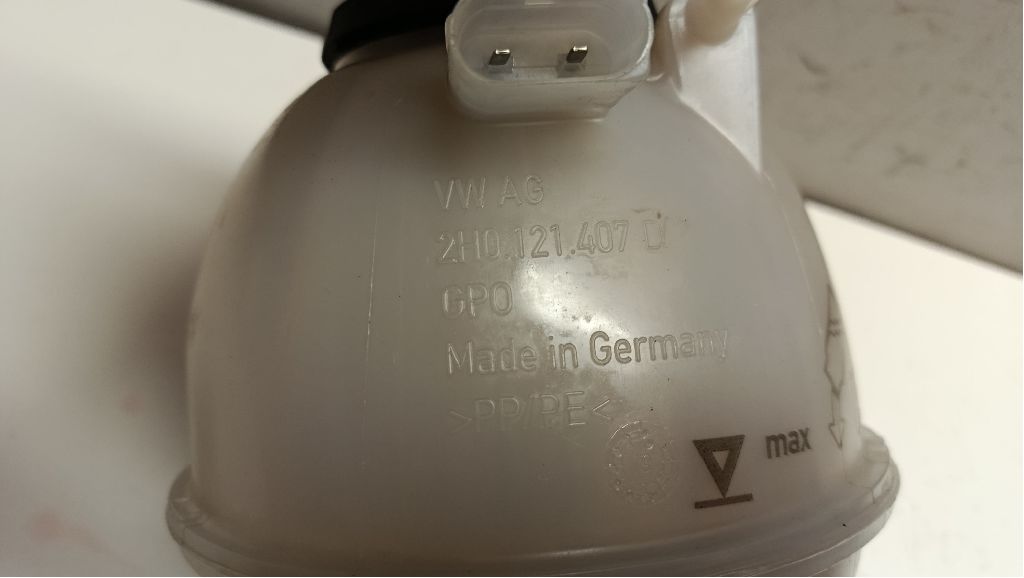 VW AG
2H0.121.407 D
GPO
Made in Germany
>PP/PE<
max